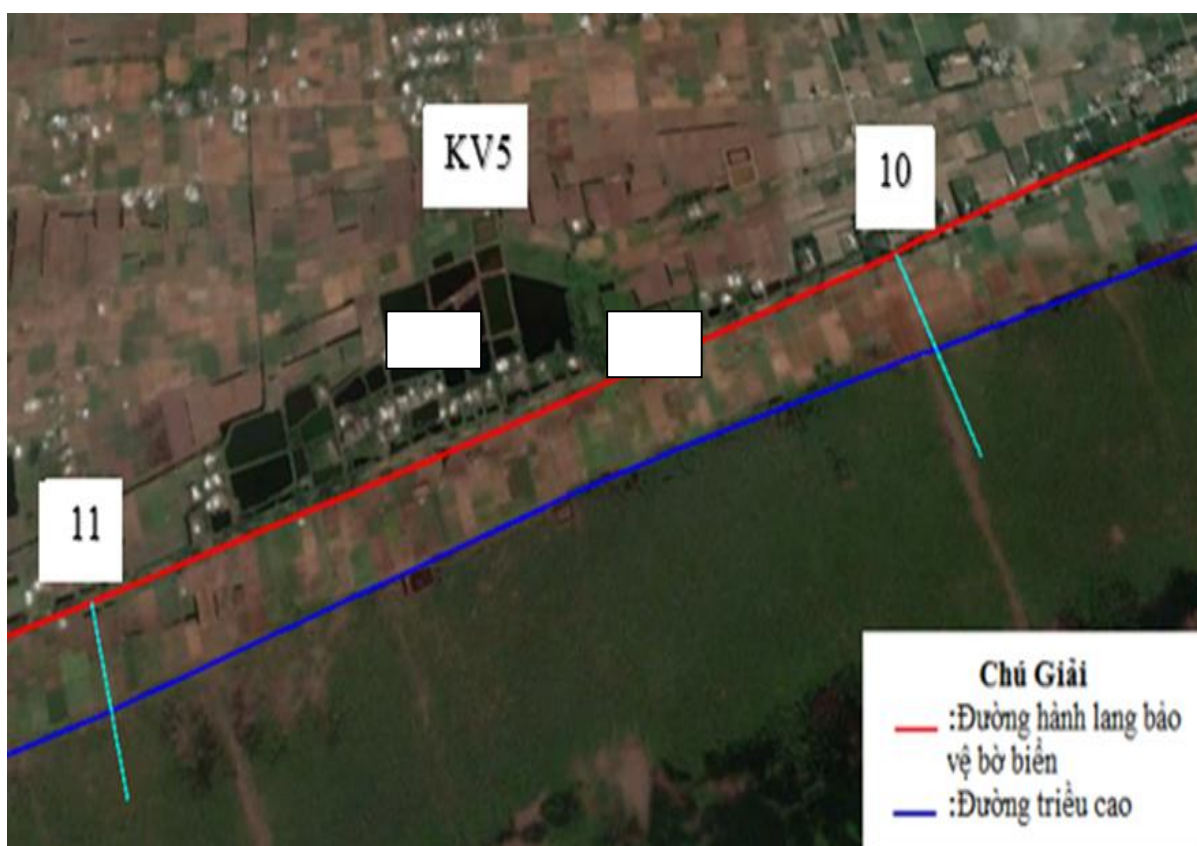 KV5
10
11
Chú Giải
:Đường hành lang bảo
vệ bờ biển
:Đường triều cao